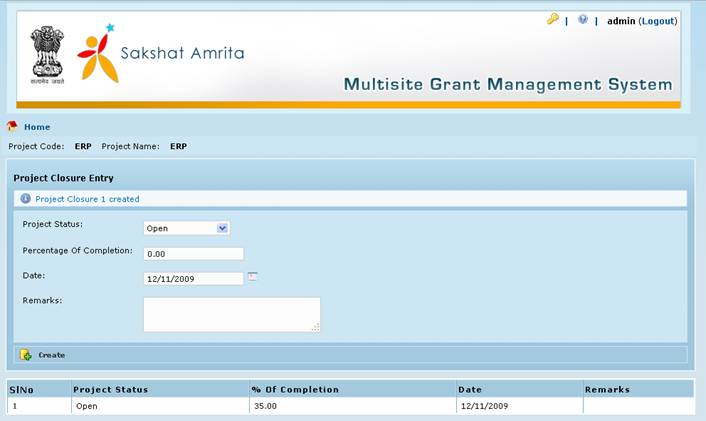 | | admin (Logout)
Sakshat Amrita
सत्यमेव जयते
Multisite Grant Management System
Home
Project Code: ERP Project Name: ERP
Project Closure Entry
Project Closure 1 created
Project Status: Open
Percentage Of Completion: 0.00
Date: 12/11/2009
Remarks:
Create
SlNo Project Status % Of Completion Date Remarks
1 Open 35.00 12/11/2009